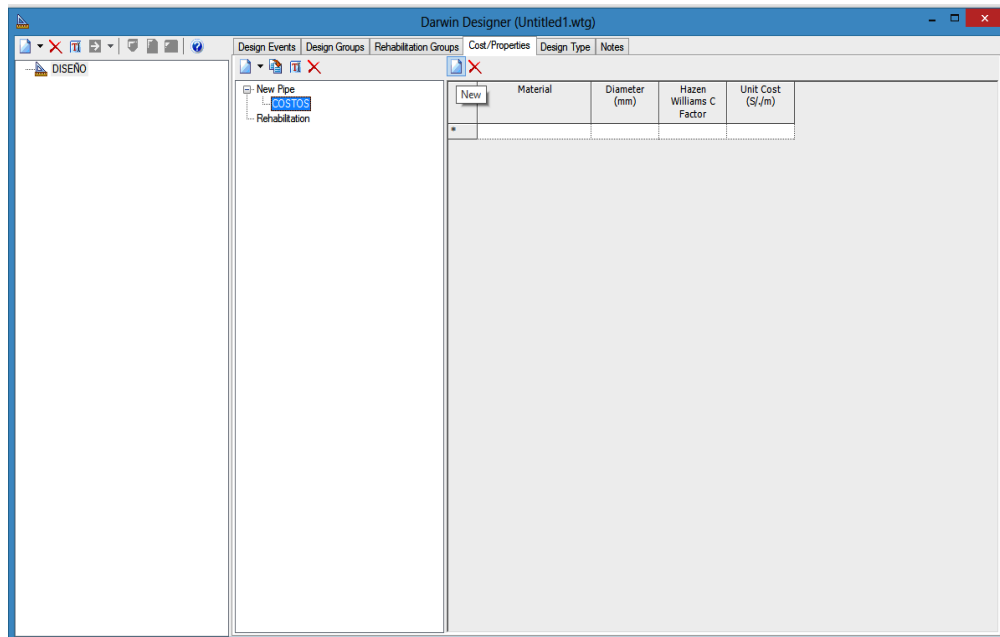 Darwin Designer (Untitled1.wtg)
Design Events Design Groups Rehabilitation Groups Cost/Properties Design Type Notes
DISEÑO
New Pipe
COSTOS
Rehabilitation
New
Material
Diameter
(mm)
Hazen
Williams C
Factor
Unit Cost
(S/./m)
*